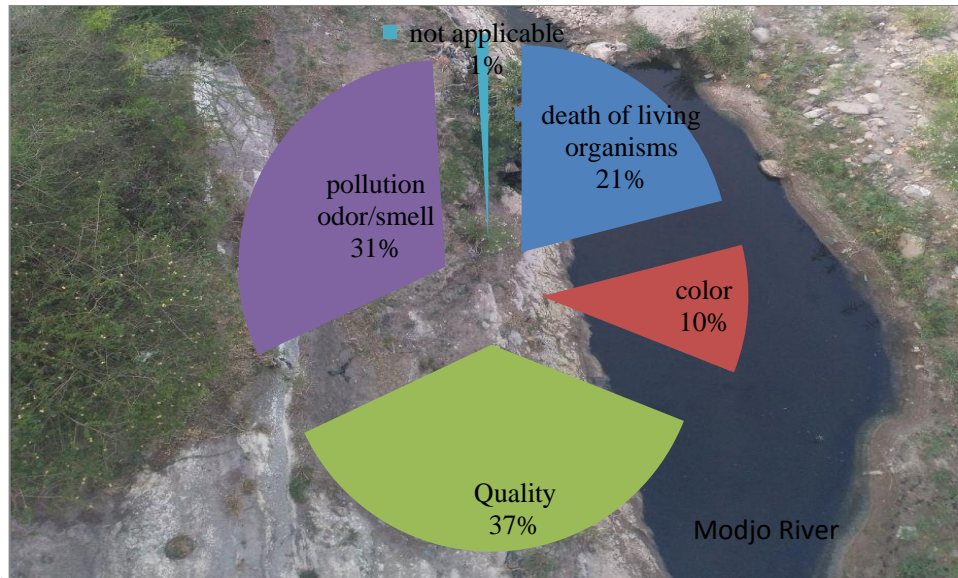 not applicable
1%
death of living
organisms
21%
pollution
odor/smell
31%
color
10%
Quality
37%
Modjo River